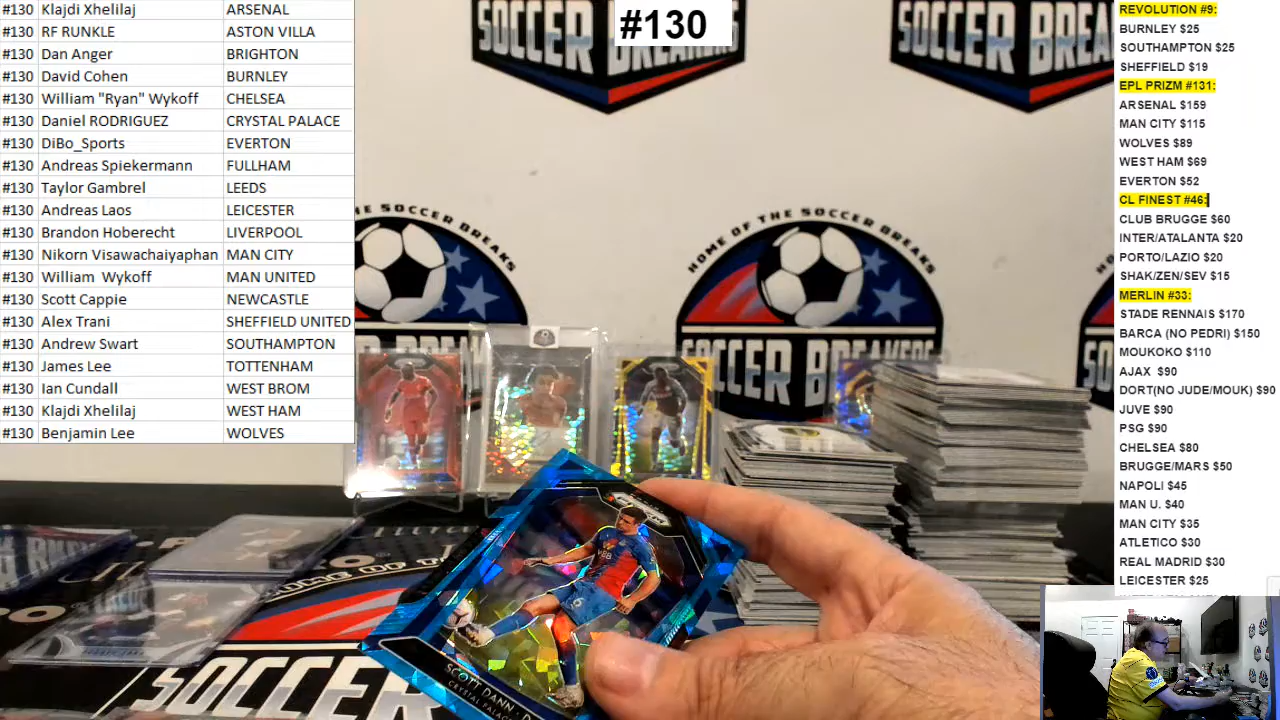 #130 Klajdi Xhelilaj ARSENAL
#130 RF RUNKLE ASTON VILLA
#130 Dan Anger BRIGHTON
#130 David Cohen BURNLEY
#130 William "Ryan" Wykoff CHELSEA
#130 Daniel RODRIGUEZ CRYSTAL PALACE
#130 DiBo_Sports EVERTON
#130 Andreas Spiekermann FULLHAM
#130 Taylor Gambrel LEEDS
#130 Andreas Laos LEICESTER
#130 Brandon Hoberecht LIVERPOOL
#130 Nikorn Visawachaiyaphan MAN CITY
#130 William Wykoff MAN UNITED
#130 Scott Cappie NEWCASTLE
#130 Alex Trani SHEFFIELD UNITED
#130 Andrew Swart SOUTHAMPTON
#130 James Lee TOTTENHAM
#130 Ian Cundall WEST BROM
#130 Klajdi Xhelilaj WEST HAM
#130 Benjamin Lee WOLVES
#130
SOCCER BREAKERS
SOCCER BREA
HOME OF THE SOCCER BREAKS
SOCCER BREAKERS
E SOCCER BREAKS
SCOTT DANN
CRYSTAL PALACE
SOCCER
REVOLUTION #9:
BURNLEY $25
SOUTHAMPTON $25
SHEFFIELD $19
EPL PRIZM #131:
ARSENAL $159
MAN CITY $115
WOLVES $89
WEST HAM $69
EVERTON $52
CL FINEST #46:
CLUB BRUGGE $60
INTER/ATALANTA $20
PORTO/LAZIO $20
SHAK/ZEN/SEV $15
MERLIN #33:
STADE RENNAIS $170
BARCA (NO PEDRI) $150
MOUKOKO $110
AJAX $90
DORT(NO JUDE/MOUK) $90
JUVE $90
PSG $90
CHELSEA $80
BRUGGE/MARS $50
NAPOLI $45
MAN U. $40
MAN CITY $35
ATLETICO $30
REAL MADRID $30
LEICESTER $25